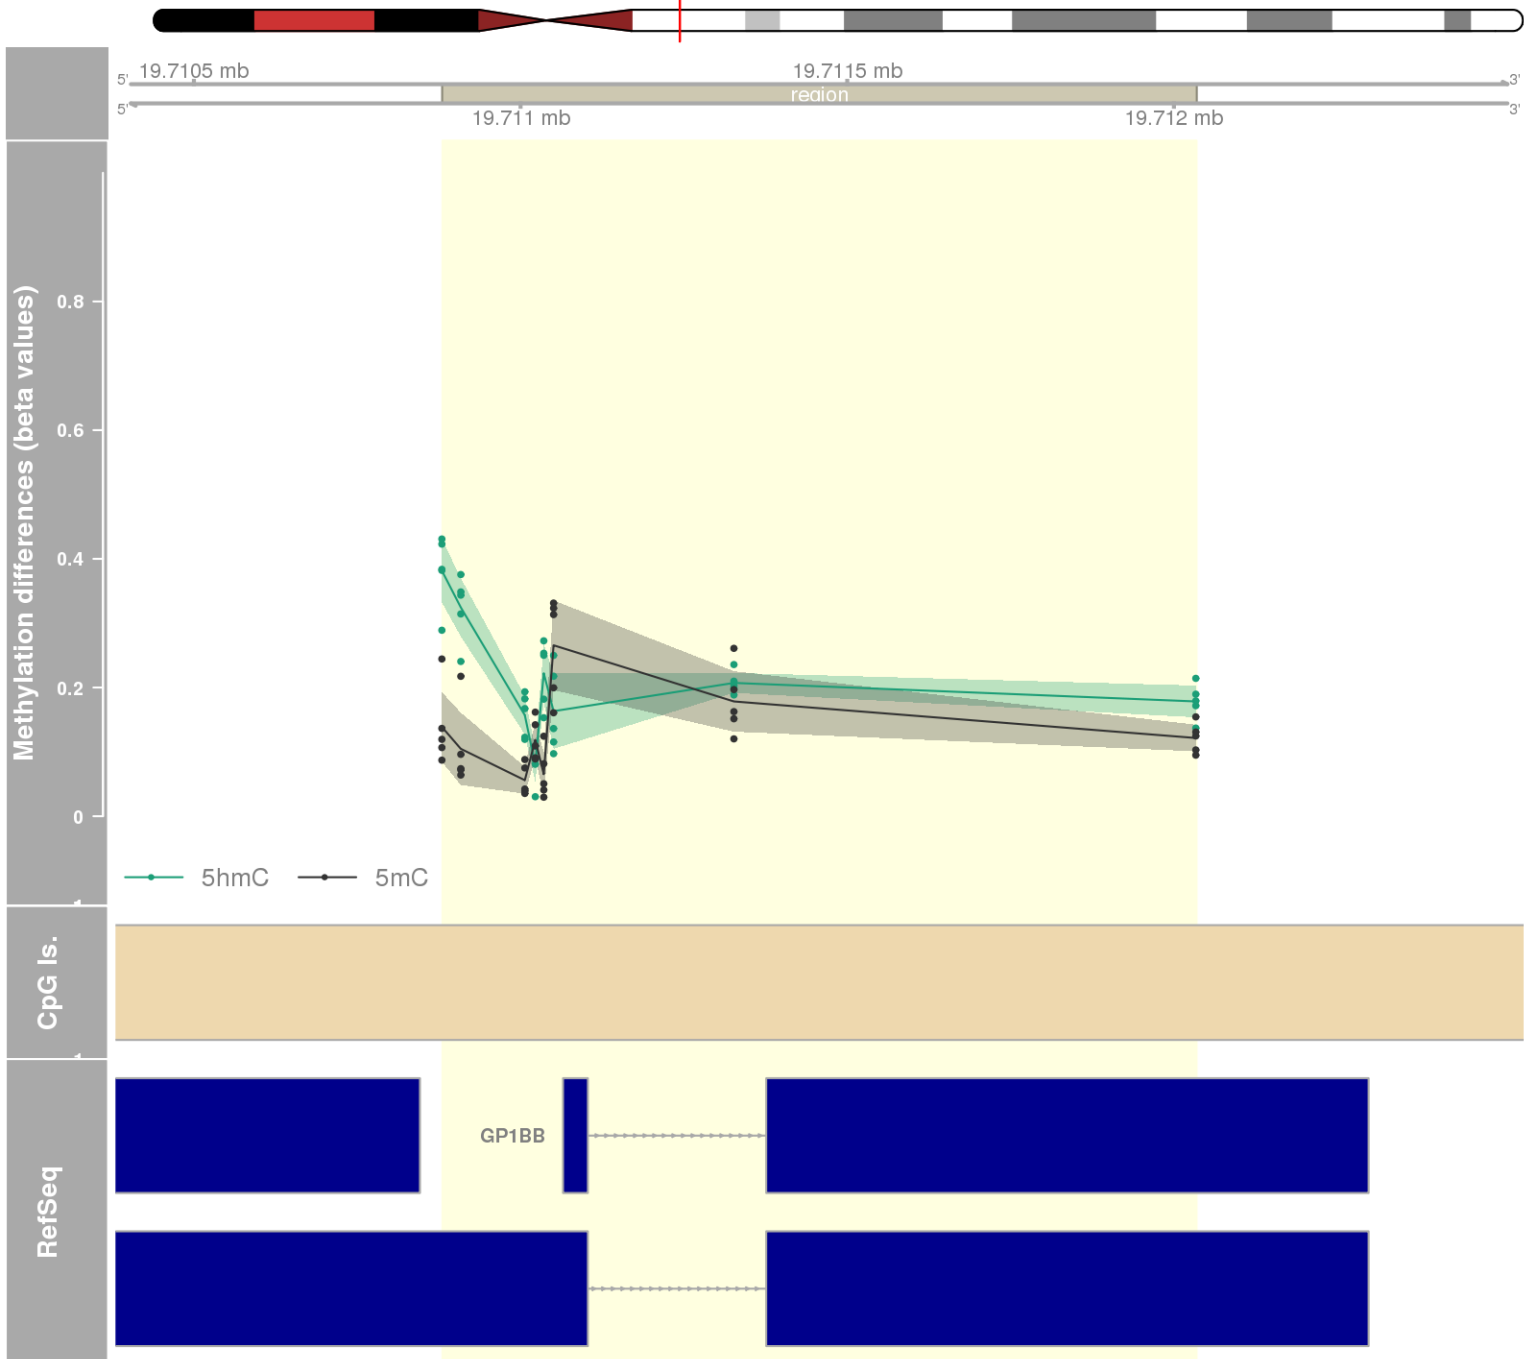 19.7105 mb
19.7115 mb
5'
3'
region
5'
3'
19.711 mb
19.712 mb
Methylation differences (beta values)
0.8
0.6
0.4
0.2
0
5hmC
5mC
CpG Is.
RefSeq
GP1BB